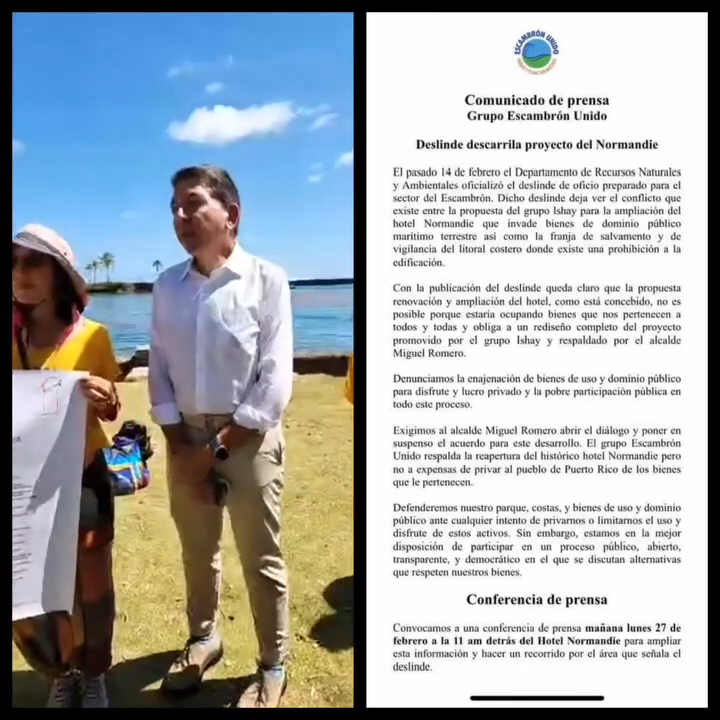 ESCAMBRÓN UNIDO
Comunicado de prensa
Grupo Escambrón Unido
Deslinde descarrila proyecto del Normandie
El pasado 14 de febrero el Departamento de Recursos Naturales
y Ambientales oficializó el deslinde de oficio preparado para el
sector del Escambrón. Dicho deslinde deja ver el conflicto que
existe entre la propuesta del grupo Ishay para la ampliación del
hotel Normandie que invade bienes de dominio público
marítimo terrestre así como la franja de salvamento y de
vigilancia del litoral costero donde existe una prohibición a la
edificación.
Con la publicación del deslinde queda claro que la propuesta
renovación y ampliación del hotel, como está concebido, no es
posible porque estaría ocupando bienes que nos pertenecen a
todos y todas y obliga a un rediseño completo del proyecto
promovido por el grupo Ishay y respaldado por el alcalde
Miguel Romero.
Denunciamos la enajenación de bienes de uso y dominio público
para disfrute y lucro privado y la pobre participación pública en
todo este proceso.
Exigimos al alcalde Miguel Romero abrir el diálogo y poner en
suspenso el acuerdo para este desarrollo. El grupo Escambrón
Unido respalda la reapertura del histórico hotel Normandie pero
no a expensas de privar al pueblo de Puerto Rico de los bienes
que le pertenecen.
Defenderemos nuestro parque, costas, y bienes de uso y dominio
público ante cualquier intento de privarnos o limitarnos el uso y
disfrute de estos activos. Sin embargo, estamos en la mejor
disposición de participar en un proceso público, abierto,
transparente, y democrático en el que se discutan alternativas
que respeten nuestros bienes.
Conferencia de prensa
Convocamos a una conferencia de prensa mañana lunes 27 de
febrero a la 11 am detrás del Hotel Normandie para ampliar
esta información y hacer un recorrido por el área que señala el
deslinde.